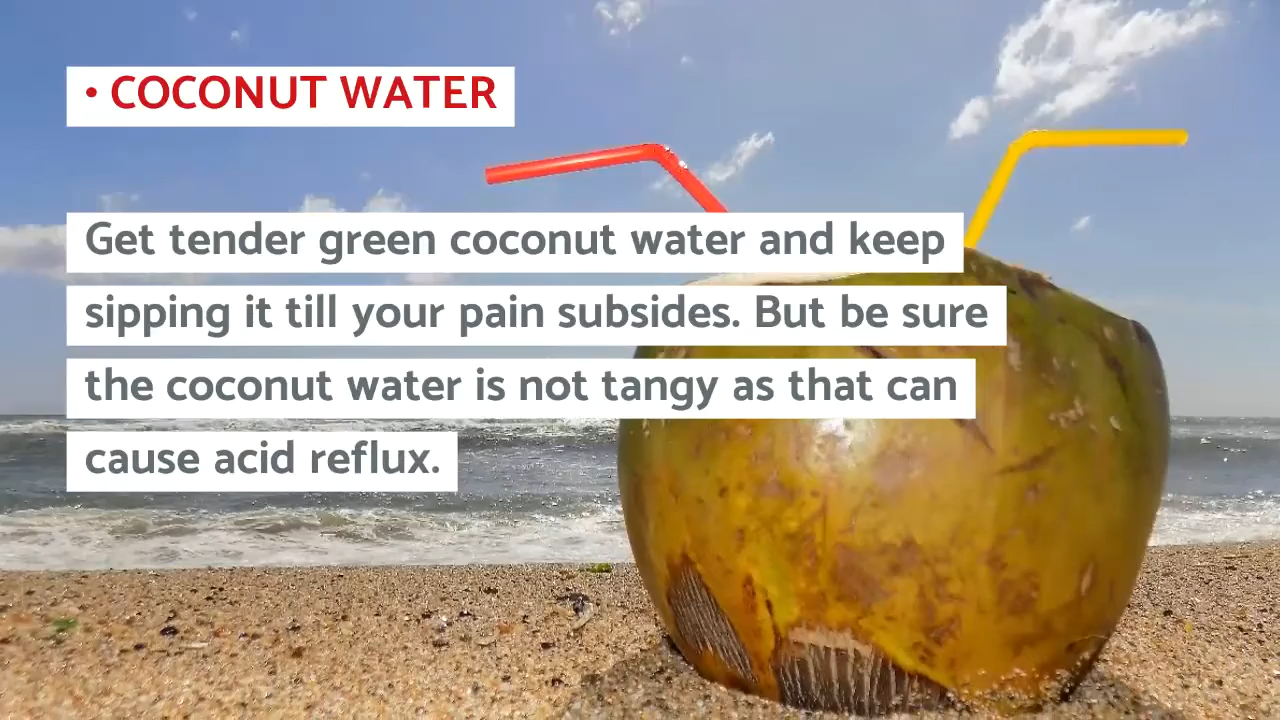 • COCONUT WATER
Get tender green coconut water and keep
sipping it till your pain subsides. But be sure
the coconut water is not tangy as that can
cause acid reflux.